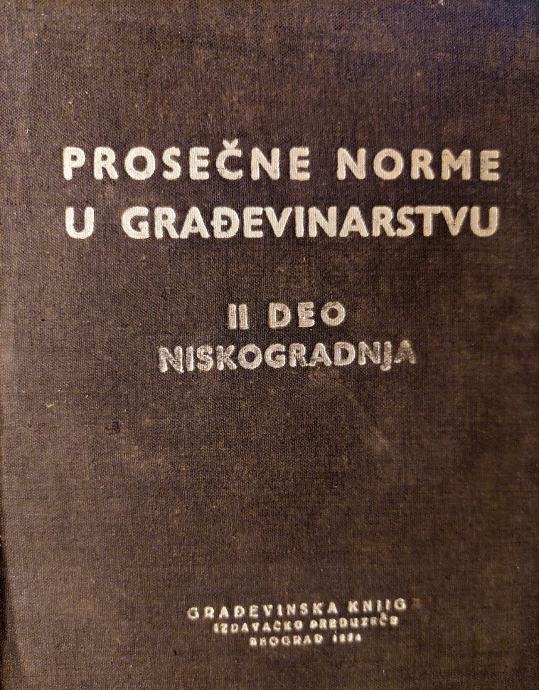 PROSEČNE NORME
U GRAĐEVINARSTVU
II DEO
NISKOGRADNJA
GRAĐEVINSKA KNJIGA
IZDAVAČKO PREDUZEĆE
BEOGRAD